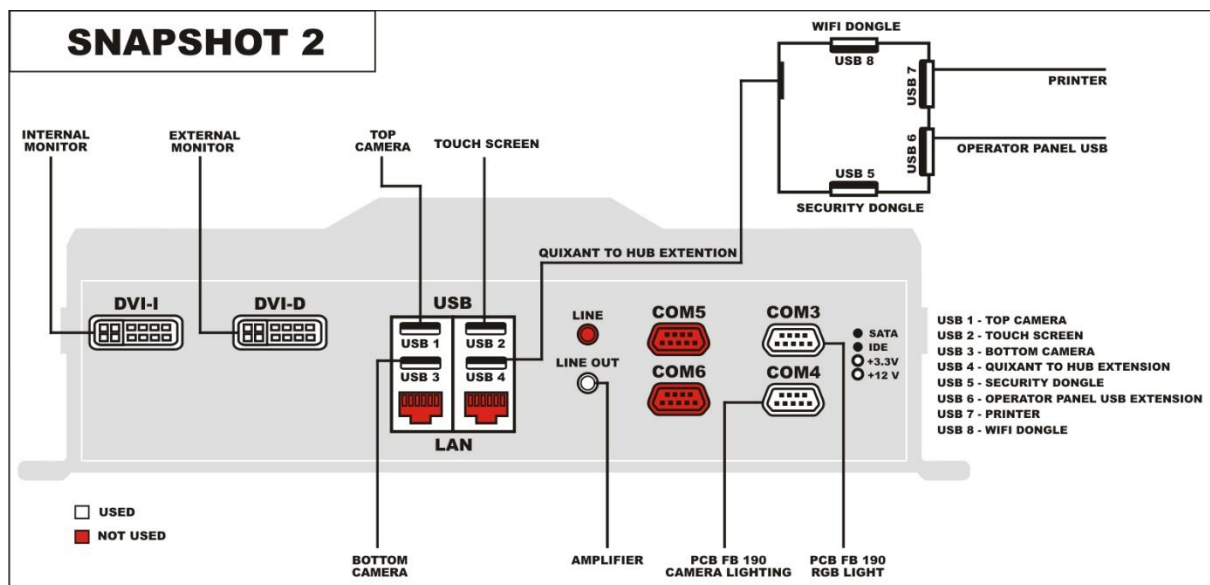 SNAPSHOT 2
WIFI DONGLE
USB 8
USB 7
PRINTER
USB 6
OPERATOR PANEL USB
USB 5
SECURITY DONGLE
INTERNAL
MONITOR
EXTERNAL
MONITOR
TOP
CAMERA
TOUCH SCREEN
QUIXANT TO HUB EXTENTION
DVI-I
DVI-D
USB
USB 1
USB 2
USB 3
USB 4
LAN
LINE
LINE OUT
COM5
COM3
COM6
COM4
SATA
IDE
+3.3V
+12 V
USB 1 - TOP CAMERA
USB 2 - TOUCH SCREEN
USB 3 - BOTTOM CAMERA
USB 4 - QUIXANT TO HUB EXTENSION
USB 5 - SECURITY DONGLE
USB 6 - OPERATOR PANEL USB EXTENSION
USB 7 - PRINTER
USB 8 - WIFI DONGLE
USED
NOT USED
BOTTOM
CAMERA
AMPLIFIER
PCB FB 190
CAMERA LIGHTING
PCB FB 190
RGB LIGHT